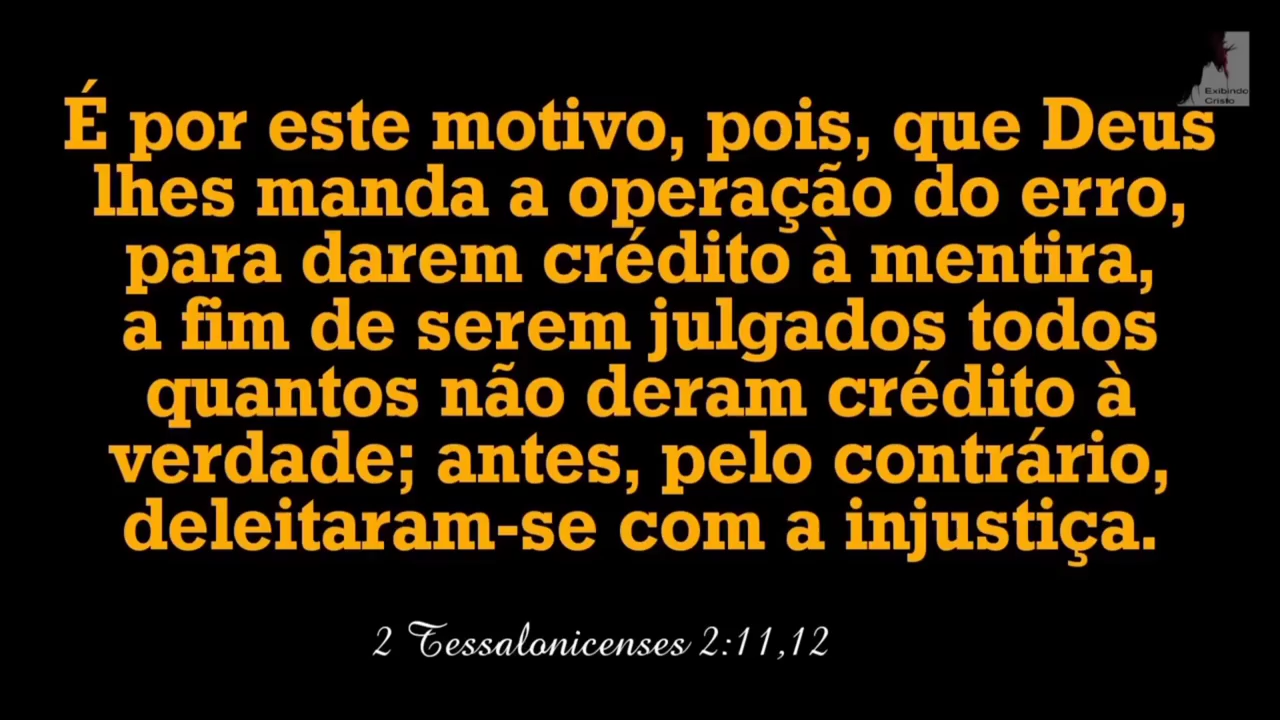 Exibindo
Cristo
É por este motivo, pois, que Deus
lhes manda a operação do erro,
para darem crédito à mentira,
a fim de serem julgados todos
quantos não deram crédito à
verdade; antes, pelo contrário,
deleitaram-se com a injustiça.
2 Tessalonicenses 2:11,12